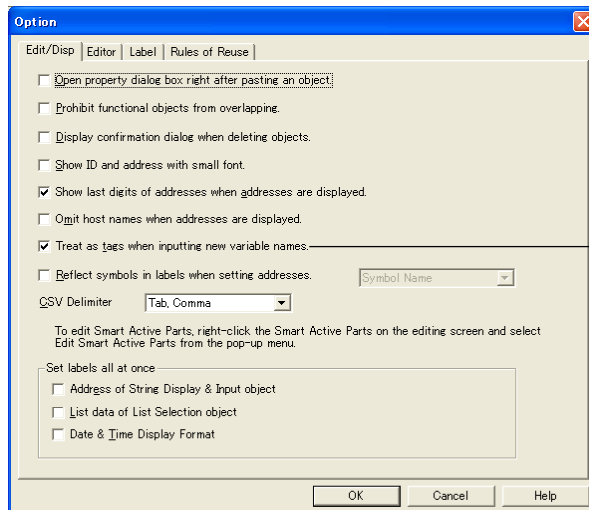 Option
Edit/Disp Editor Label Rules of Reuse
Open property dialog box right after pasting an object.
Prohibit functional objects from overlapping.
Display confirmation dialog when deleting objects.
Show ID and address with small font.
Show last digits of addresses when addresses are displayed.
Omit host names when addresses are displayed.
Treat as tags when inputting new variable names.
Reflect symbols in labels when setting addresses. Symbol Name
CSV Delimiter Tab, Comma
To edit Smart Active Parts, right-click the Smart Active Parts on the editing screen and select
Edit Smart Active Parts from the pop-up menu.
Set labels all at once
Address of String Display & Input object
List data of List Selection object
Date & Time Display Format
OK Cancel Help